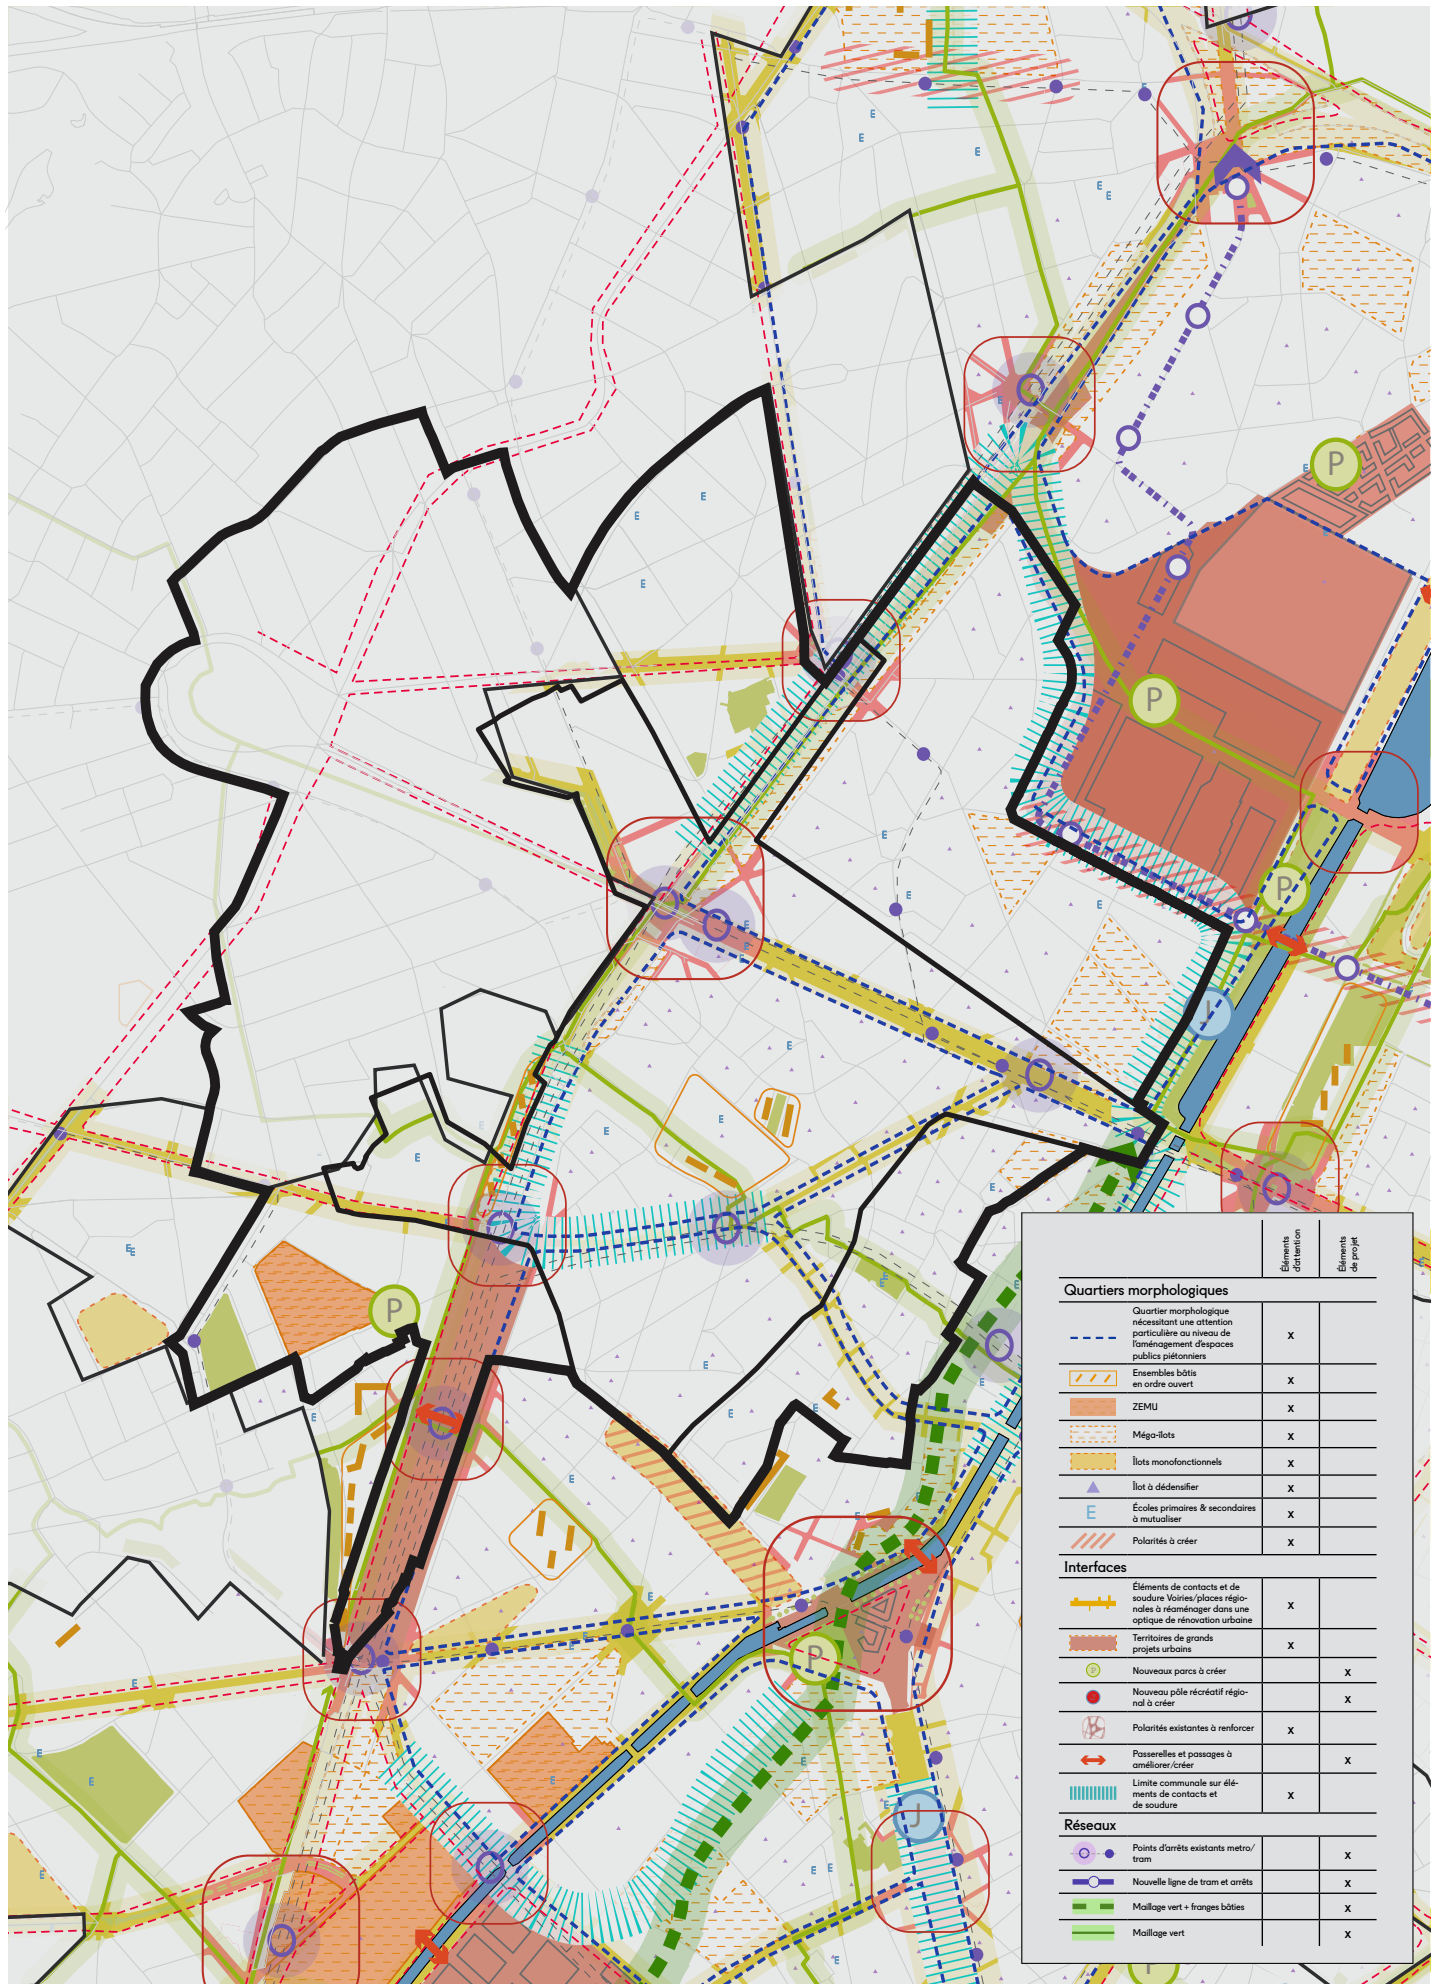 Éléments
d'attention
Éléments
de projet
Quartiers morphologiques
Quartier morphologique
nécessitant une attention
particulière au niveau de
l'aménagement d'espaces
publics piétonniers
x
Ensembles bâtis
en ordre ouvert
x
ZEMU
x
Méga-îlots
x
Îlots monofonctionnels
x
Îlot à dédensifier
x
E
Écoles primaires & secondaires
à mutualiser
x
Polarités à créer
x
Interfaces
Éléments de contacts et de
soudure Voiries/places régio-
nales à réaménager dans une
optique de rénovation urbaine
x
Territoires de grands
projets urbains
x
P
Nouveaux parcs à créer
x
Nouveau pôle récréatif régio-
nal à créer
x
Polarités existantes à renforcer
x
Passerelles et passages à
améliorer/créer
x
Limite communale sur élé-
ments de contacts et
de soudure
x
Réseaux
Points d'arrêts existants metro/
tram
x
Nouvelle ligne de tram et arrêts
x
Maillage vert + franges bâties
x
Maillage vert
x
P
P
P
J
P
P
J